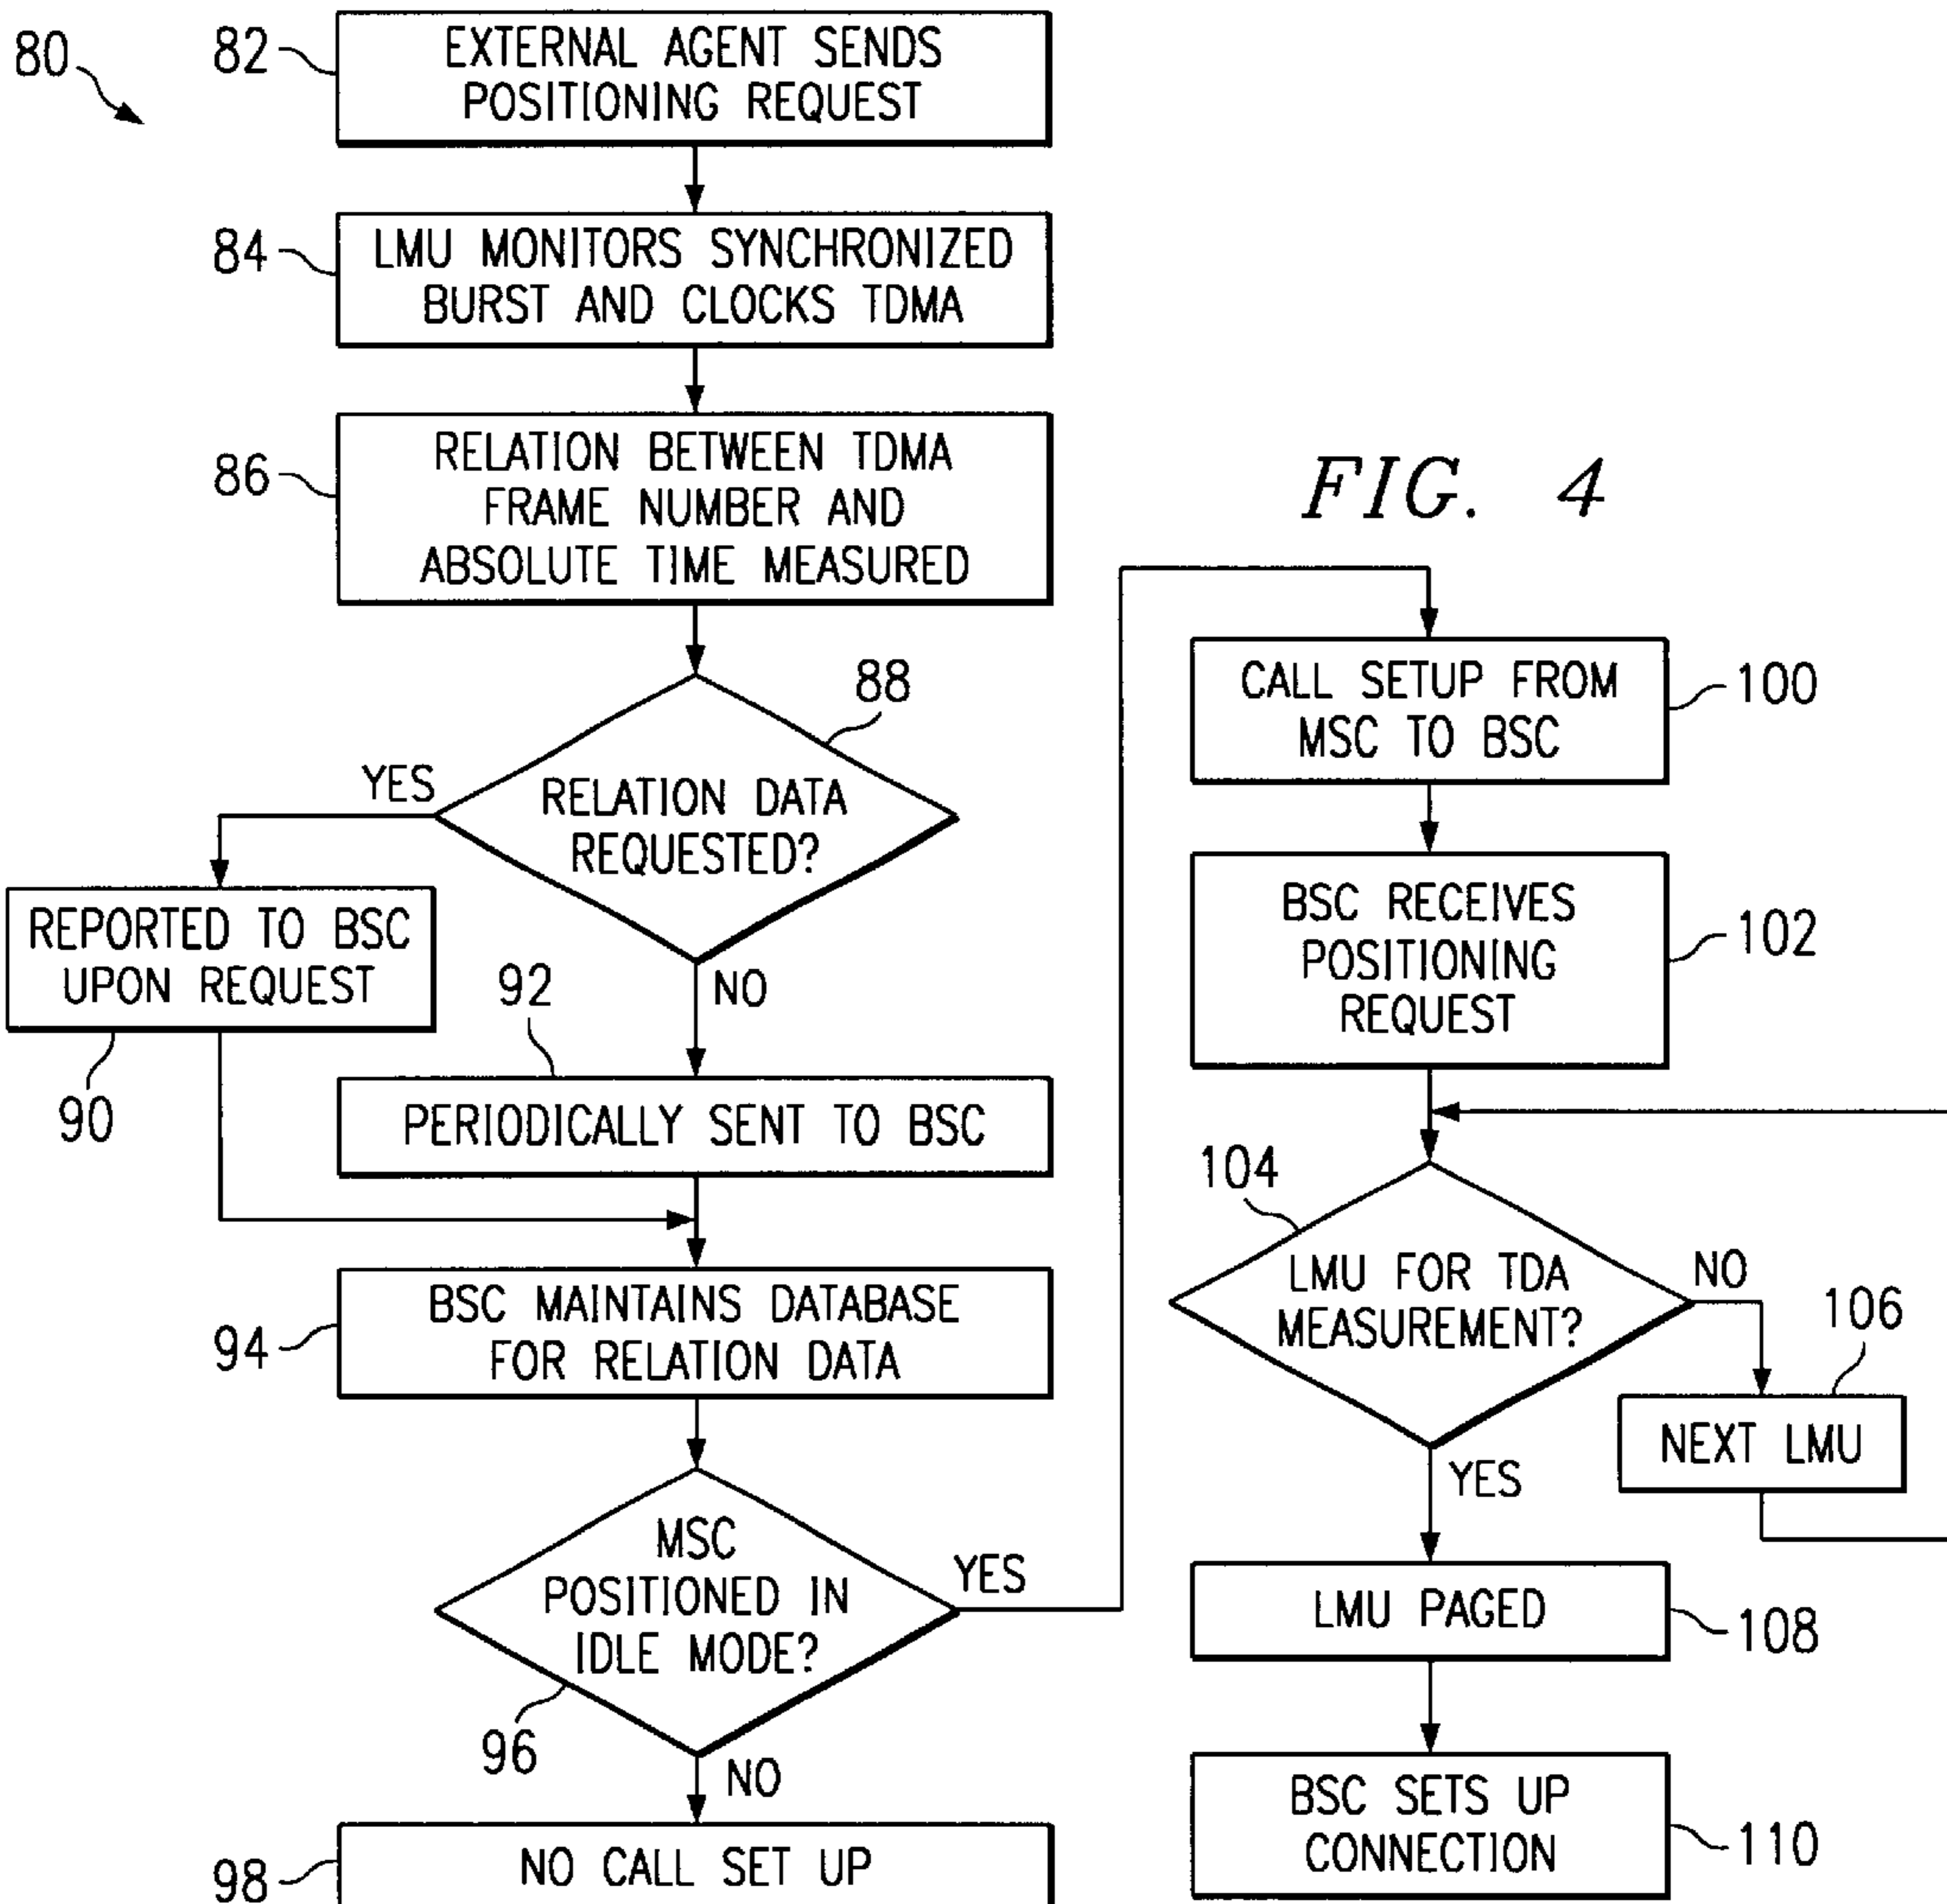 80
82
EXTERNAL AGENT SENDS
POSITIONING REQUEST
84
LMU MONITORS SYNCHRONIZED
BURST AND CLOCKS TDMA
86
RELATION BETWEEN TDMA
FRAME NUMBER AND
ABSOLUTE TIME MEASURED
88
RELATION DATA
REQUESTED?
YES
NO
REPORTED TO BSC
UPON REQUEST
90
92
PERIODICALLY SENT TO BSC
94
BSC MAINTAINS DATABASE
FOR RELATION DATA
MSC
POSITIONED IN
IDLE MODE?
96
YES
NO
98
NO CALL SET UP
FIG. 4
CALL SETUP FROM
MSC TO BSC
100
BSC RECEIVES
POSITIONING
REQUEST
102
104
LMU FOR TDA
MEASUREMENT?
NO
106
NEXT LMU
YES
LMU PAGED
108
BSC SETS UP
CONNECTION
110